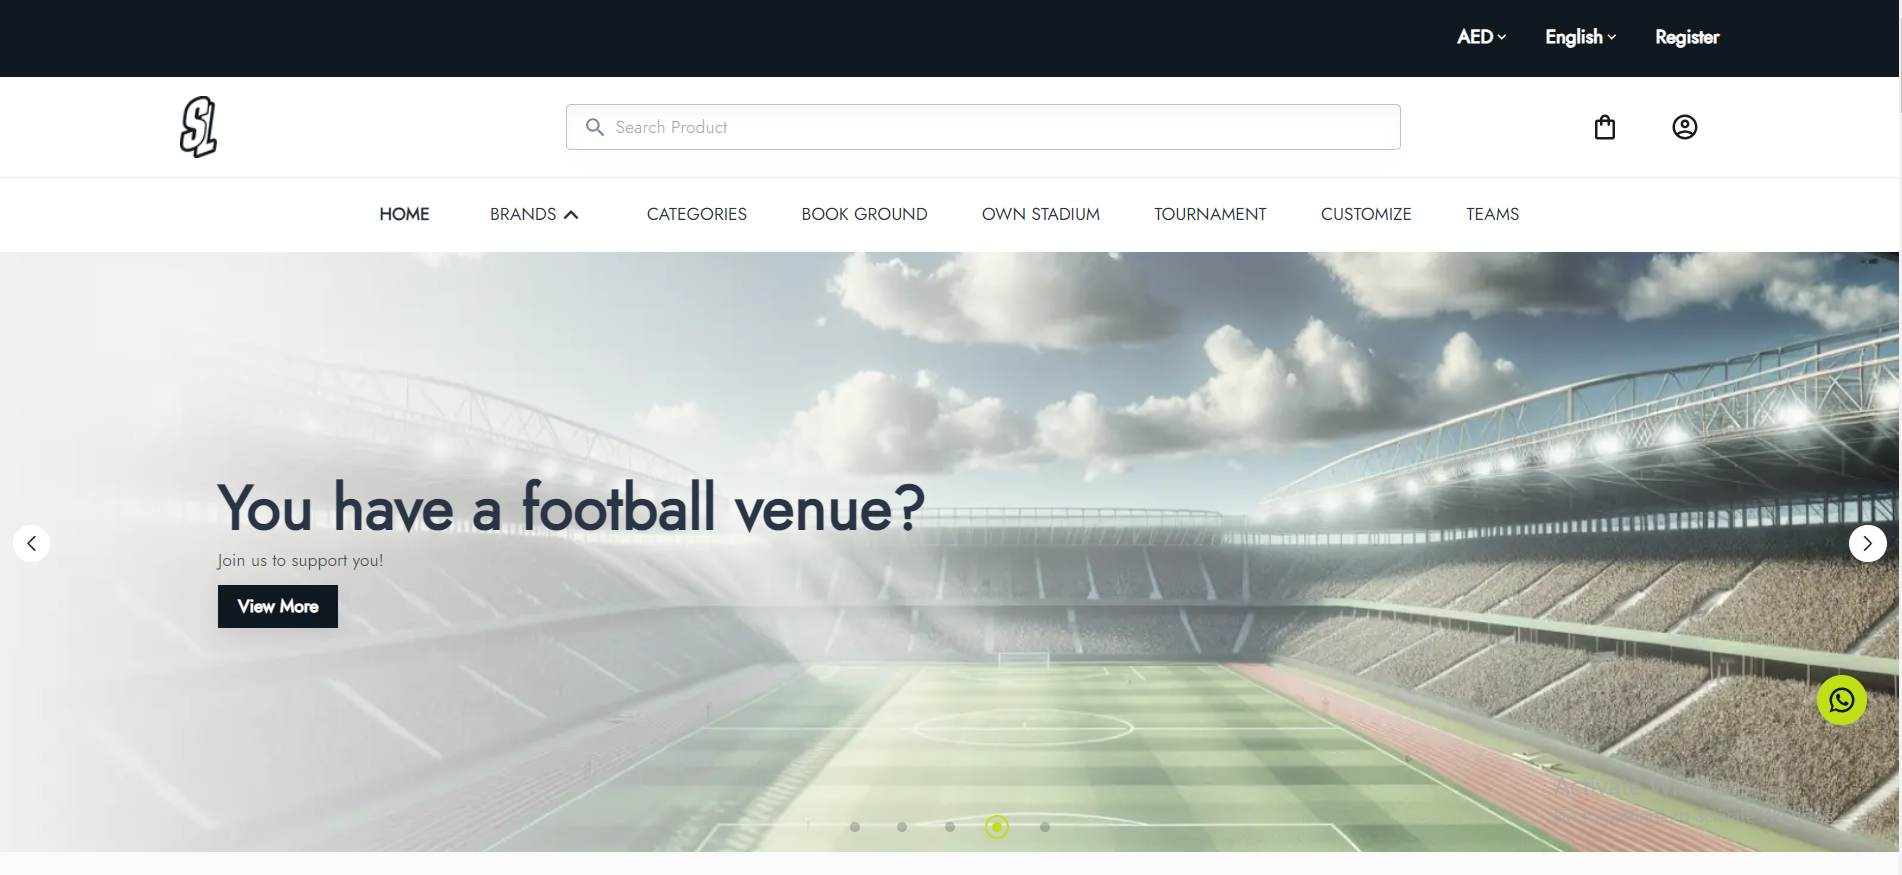 AED English Register
SL
Search Product
HOME BRANDS CATEGORIES BOOK GROUND OWN STADIUM TOURNAMENT CUSTOMIZE TEAMS
You have a football venue?
Join us to support you!
View More
Activate